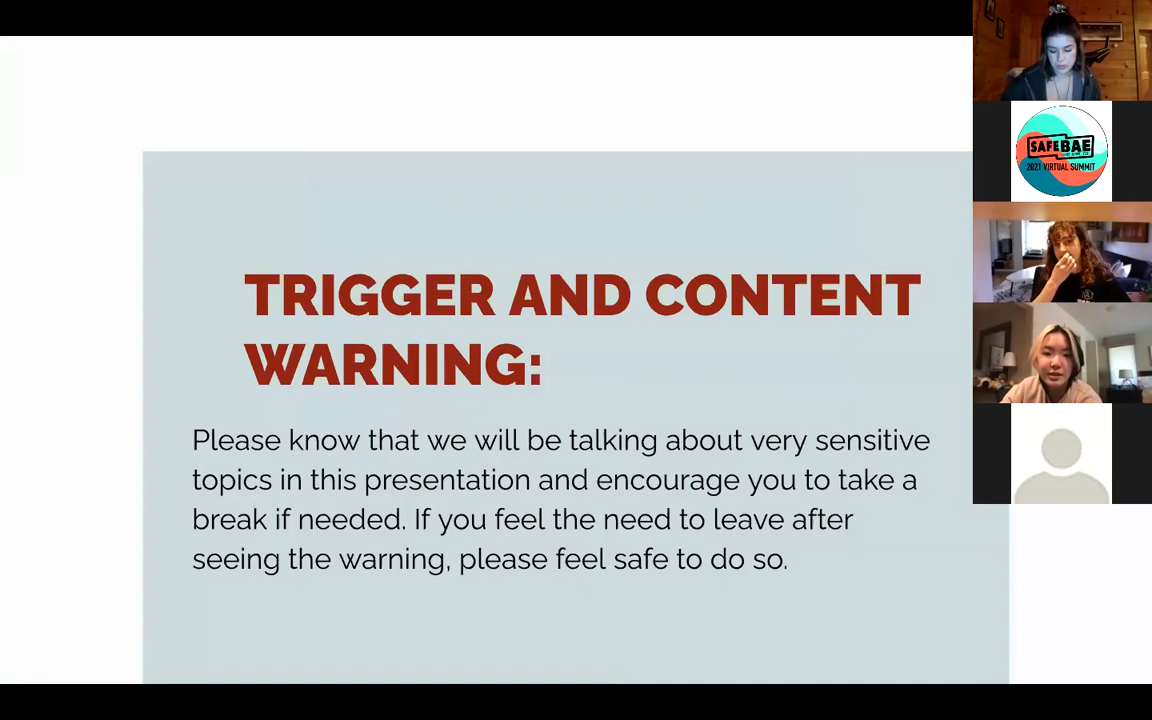 TRIGGER AND CONTENT
WARNING:
Please know that we will be talking about very sensitive
topics in this presentation and encourage you to take a
break if needed. If you feel the need to leave after
seeing the warning, please feel safe to do so.
SAFEBAE
2021 VIRTUAL SUMMIT